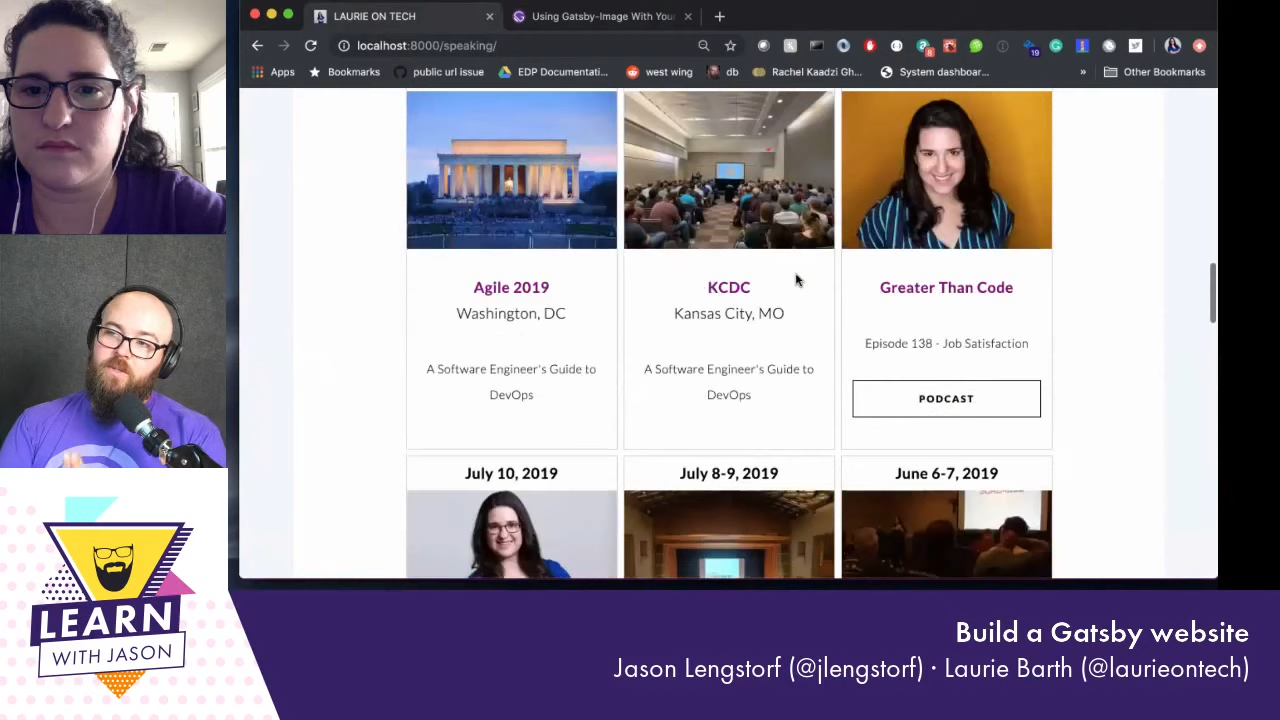 LAURIE ON TECH
Using Gatsby-Image With Your
localhost:8000/speaking/
8
19
Apps
Bookmarks
public url issue
EDP Documentati...
west wing
db
Rachel Kaadzi Gh...
System dashboar...
»
Other Bookmarks
Agile 2019
KCDC
Greater Than Code
Washington, DC
Kansas City, MO
Episode 138 - Job Satisfaction
A Software Engineer's Guide to
DevOps
A Software Engineer's Guide to
DevOps
PODCAST
July 10, 2019
July 8-9, 2019
June 6-7, 2019
LEARN
WITH JASON
Build a Gatsby website
Jason Lengstorf (@jlengstorf) · Laurie Barth (@laurieontech)